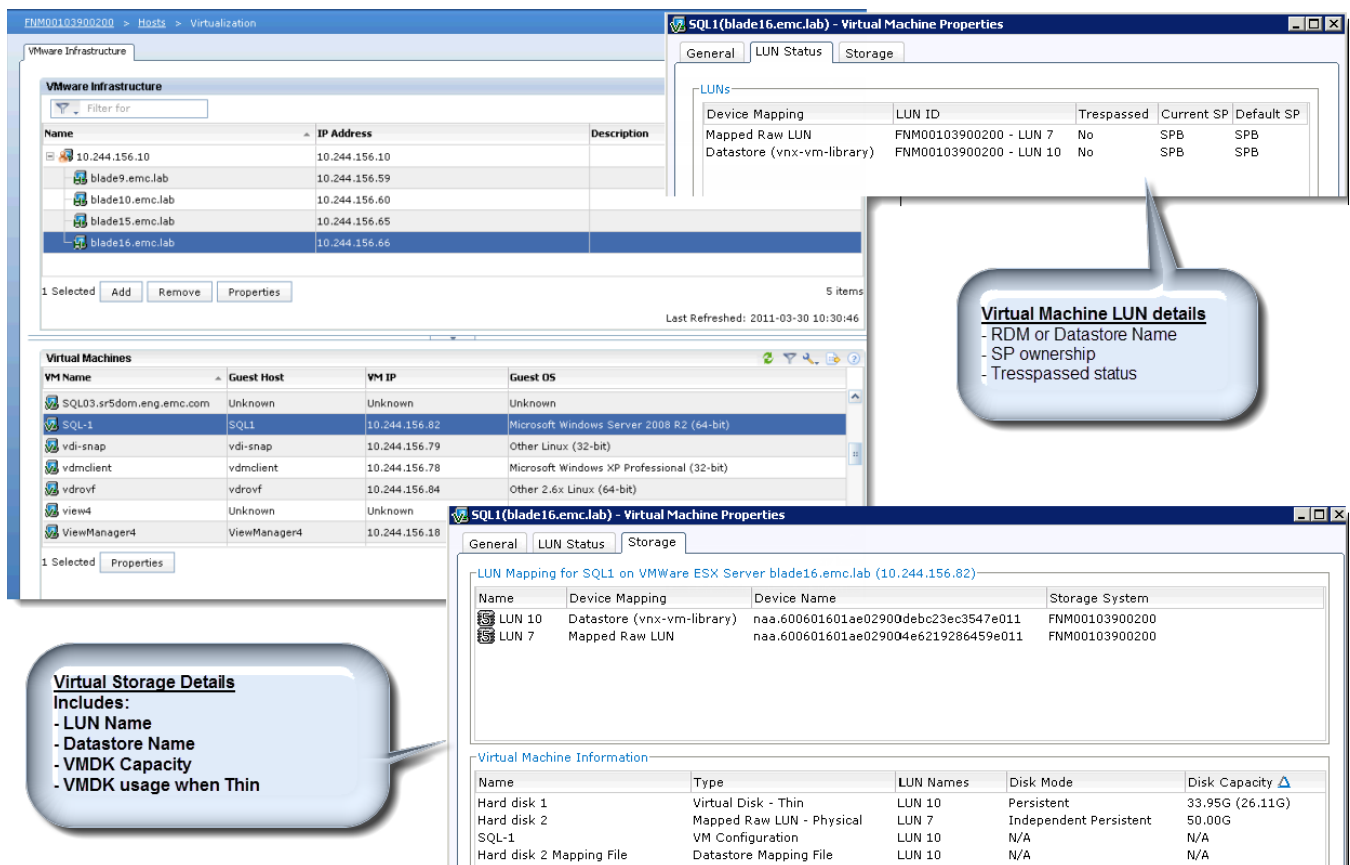 FNM00103900200 > Hosts > Virtualization
VMware Infrastructure
VMware Infrastructure
Filter for
Name IP Address Description
10.244.156.10 10.244.156.10
blade9.emc.lab 10.244.156.59
blade10.emc.lab 10.244.156.60
blade15.emc.lab 10.244.156.65
blade16.emc.lab 10.244.156.66
1 Selected Add Remove Properties 5 items
Last Refreshed: 2011-03-30 10:30:46
Virtual Machines
VM Name Guest Host VM IP Guest OS
SQL03.sr5dom.eng.emc.com Unknown Unknown Unknown
SQL-1 SQL1 10.244.156.82 Microsoft Windows Server 2008 R2 (64-bit)
vdi-snap vdi-snap 10.244.156.79 Other Linux (32-bit)
vdmclient vdmclient 10.244.156.78 Microsoft Windows XP Professional (32-bit)
vdrovf vdrovf 10.244.156.84 Other 2.6x Linux (64-bit)
view4 Unknown Unknown
ViewManager4 ViewManager4 10.244.156.18
1 Selected Properties
SQL1(blade16.emc.lab) - Virtual Machine Properties
General LUN Status Storage
LUNs
Device Mapping LUN ID Trespassed Current SP Default SP
Mapped Raw LUN FNM00103900200 - LUN 7 No SPB SPB
Datastore (vnx-vm-library) FNM00103900200 - LUN 10 No SPB SPB
Virtual Machine LUN details
- RDM or Datastore Name
- SP ownership
- Tresspassed status
SQL1(blade16.emc.lab) - Virtual Machine Properties
General LUN Status Storage
LUN Mapping for SQL1 on VMWare ESX Server blade16.emc.lab (10.244.156.82)
Name Device Mapping Device Name Storage System
LUN 10 Datastore (vnx-vm-library) naa.600601601ae02900debc23ec3547e011 FNM00103900200
LUN 7 Mapped Raw LUN naa.600601601ae029004e6219286459e011 FNM00103900200
Virtual Machine Information
Name Type LUN Names Disk Mode Disk Capacity
Hard disk 1 Virtual Disk - Thin LUN 10 Persistent 33.95G (26.11G)
Hard disk 2 Mapped Raw LUN - Physical LUN 7 Independent Persistent 50.00G
SQL-1 VM Configuration LUN 10 N/A N/A
Hard disk 2 Mapping File Datastore Mapping File LUN 10 N/A N/A
Virtual Storage Details
Includes:
- LUN Name
- Datastore Name
- VMDK Capacity
- VMDK usage when Thin